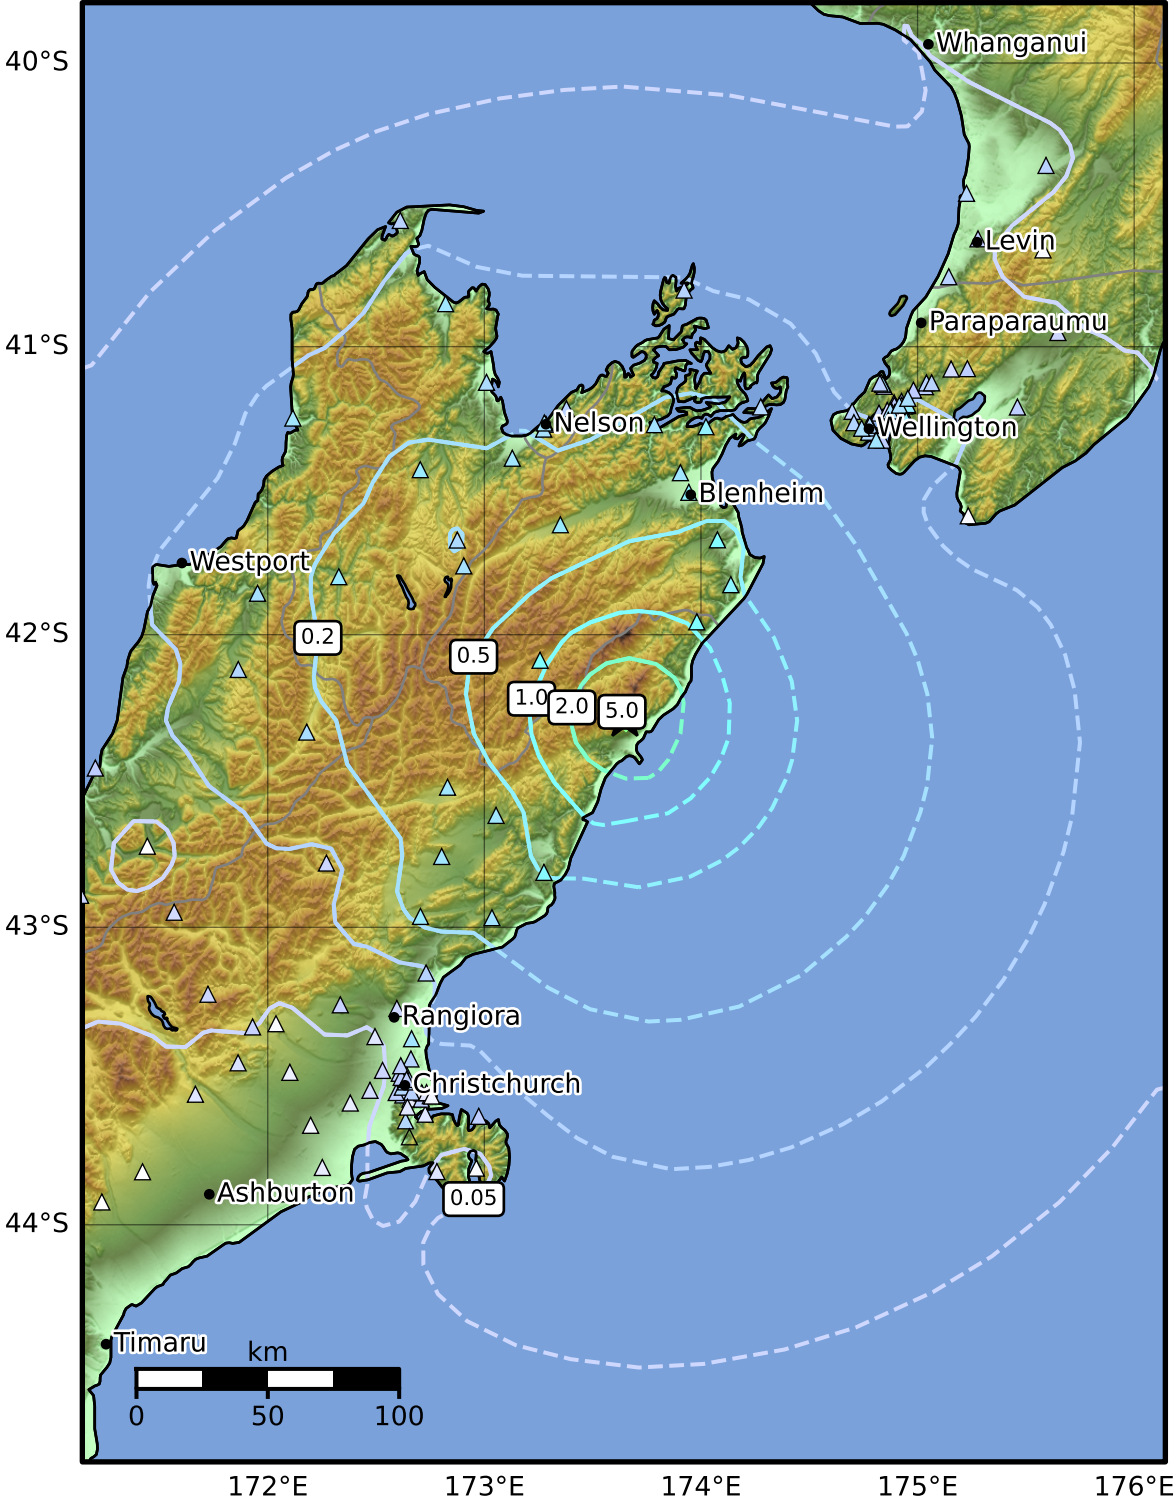 Whanganui
40°S
Levin
Paraparaumu
41°S
Nelson
Wellington
Blenheim
Westport
42°S
0.2
0.5
1.0
2.0
5.0
43°S
Rangiora
Christchurch
Ashburton
0.05
44°S
Timaru
km
0 50 100
172°E 173°E 174°E 175°E 176°E